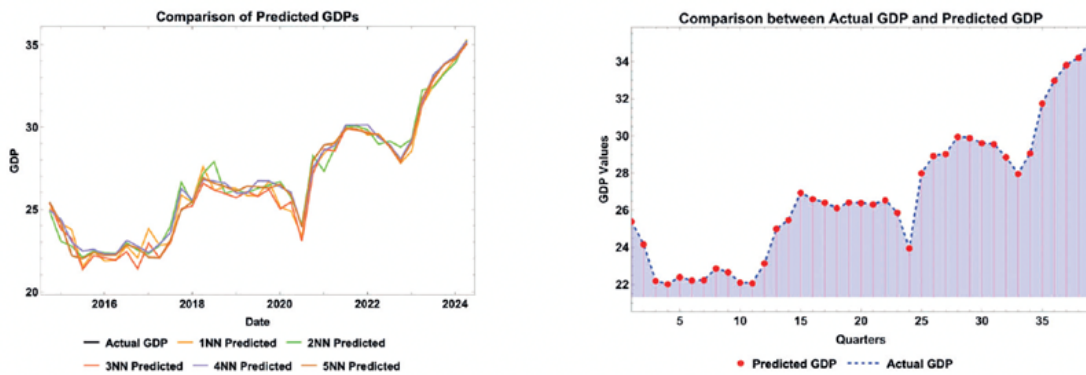 Comparison of Predicted GDPs
35
30
25
20
GDP
2016 2018 2020 2022 2024
Date
Actual GDP 1NN Predicted 2NN Predicted
3NN Predicted 4NN Predicted 5NN Predicted
Comparison between Actual GDP and Predicted GDP
34
32
30
28
26
24
22
GDP Values
5 10 15 20 25 30 35
Quarters
Predicted GDP Actual GDP